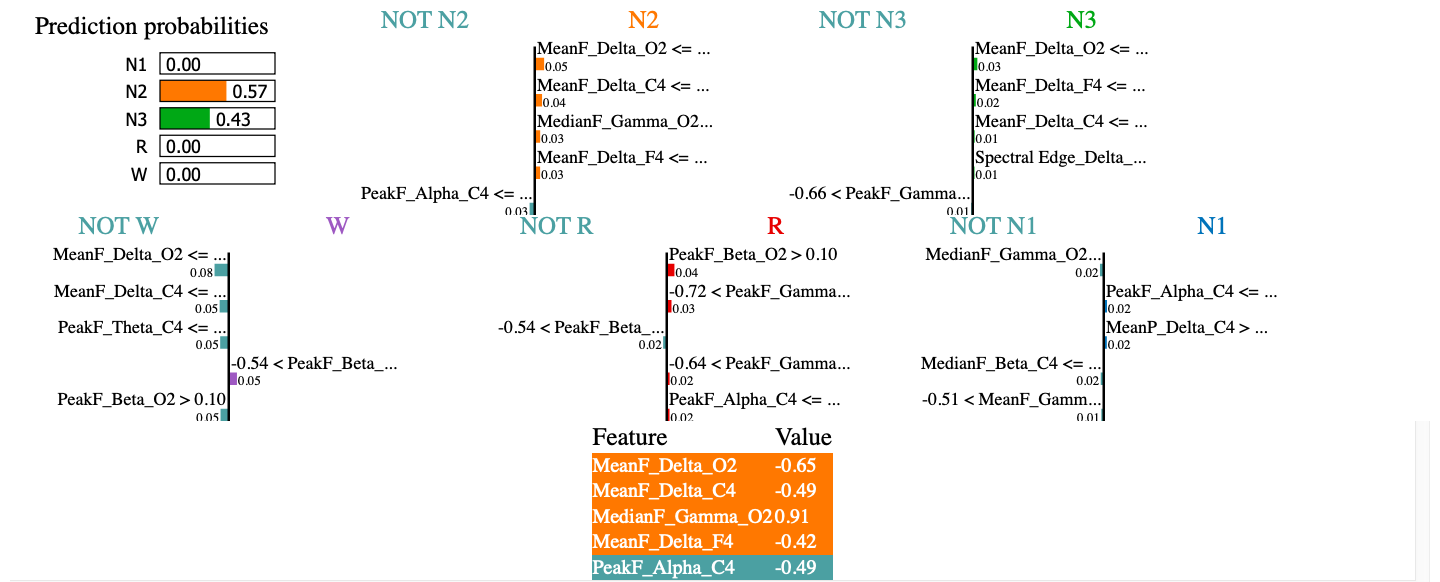 Prediction probabilities
N1 0.00
N2 0.57
N3 0.43
R 0.00
W 0.00
NOT N2 N2
MeanF_Delta_O2 <= ...
0.05
MeanF_Delta_C4 <= ...
0.04
MedianF_Gamma_O2...
0.03
MeanF_Delta_F4 <= ...
0.03
PeakF_Alpha_C4 <= ...
0.03
NOT N3 N3
MeanF_Delta_O2 <= ...
0.03
MeanF_Delta_F4 <= ...
0.02
MeanF_Delta_C4 <= ...
0.01
Spectral Edge_Delta_...
0.01
-0.66 < PeakF_Gamma...
0.01
NOT W W
MeanF_Delta_O2 <= ...
0.08
MeanF_Delta_C4 <= ...
0.05
PeakF_Theta_C4 <= ...
0.05
-0.54 < PeakF_Beta_...
0.05
PeakF_Beta_O2 > 0.10
0.05
NOT R R
PeakF_Beta_O2 > 0.10
0.04
-0.72 < PeakF_Gamma...
0.03
-0.54 < PeakF_Beta_...
0.02
-0.64 < PeakF_Gamma...
0.02
PeakF_Alpha_C4 <= ...
0.02
NOT N1 N1
MedianF_Gamma_O2...
0.02
PeakF_Alpha_C4 <= ...
0.02
MeanP_Delta_C4 > ...
0.02
MedianF_Beta_C4 <= ...
0.02
-0.51 < MeanF_Gamm...
0.01
Feature Value
MeanF_Delta_O2 -0.65
MeanF_Delta_C4 -0.49
MedianF_Gamma_O2 0.91
MeanF_Delta_F4 -0.42
PeakF_Alpha_C4 -0.49